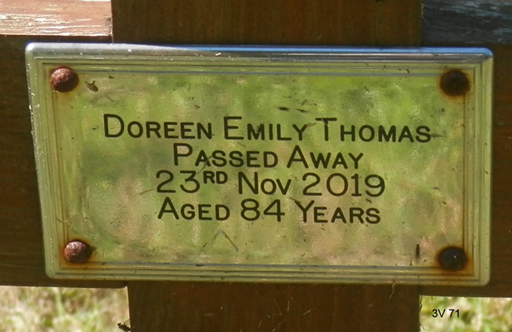 Doreen Emily Thomas
Passed Away
23rd Nov 2019
Aged 84 Years
3V 71